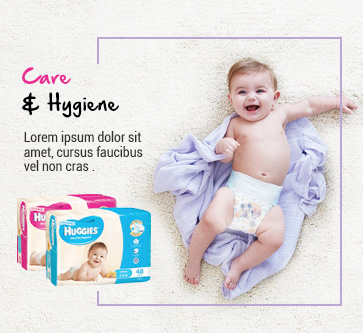 Care
& Hygiene
Lorem ipsum dolor sit
amet, cursus faucibus
vel non cras .
HUGGIES
48